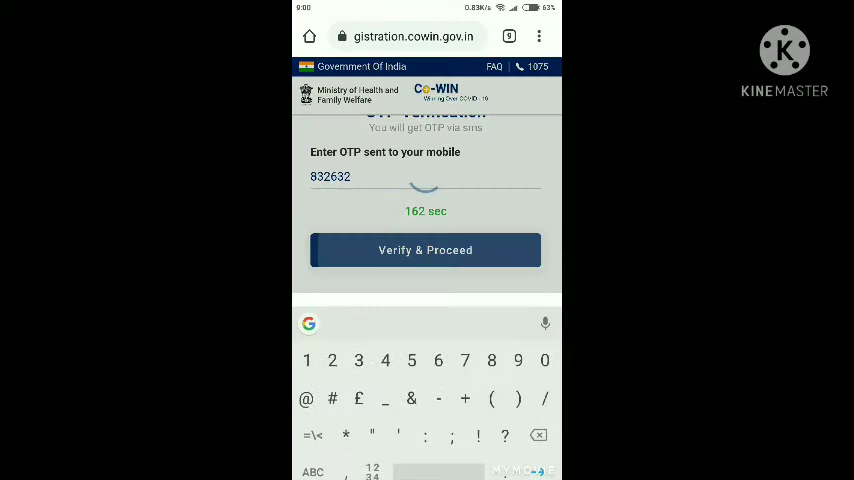 9:00
0.83K/s
63%
gistration.cowin.gov.in
9
Government Of India
FAQ
1075
Ministry of Health and
Family Welfare
Co-WIN
Winning Over COVID-19
OTP Verification
You will get OTP via sms
Enter OTP sent to your mobile
832632
162 sec
Verify & Proceed
G
1 2 3 4 5 6 7 8 9 0
@ # £ _ & - + ( ) /
=\< * " ' : ; ! ?
ABC , 12 34 .
K
KINEMASTER
MYMOVIE